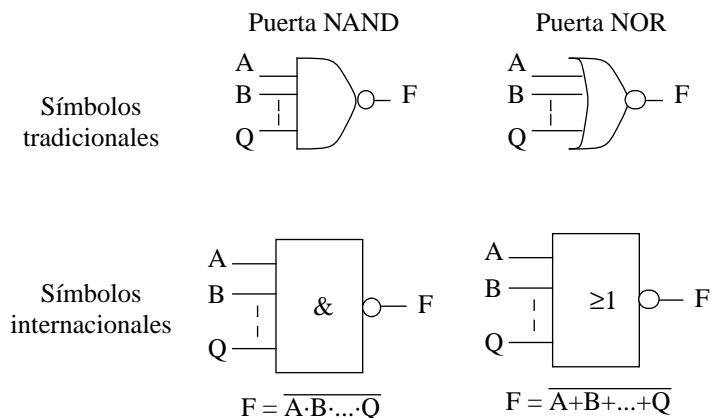 Puerta NAND
Puerta NOR
Símbolos
tradicionales
A
B
Q
F
A
B
Q
F
Símbolos
internacionales
A
B
Q
&
F
A
B
Q
≥1
F
F = A·B·...·Q
F = A+B+...+Q